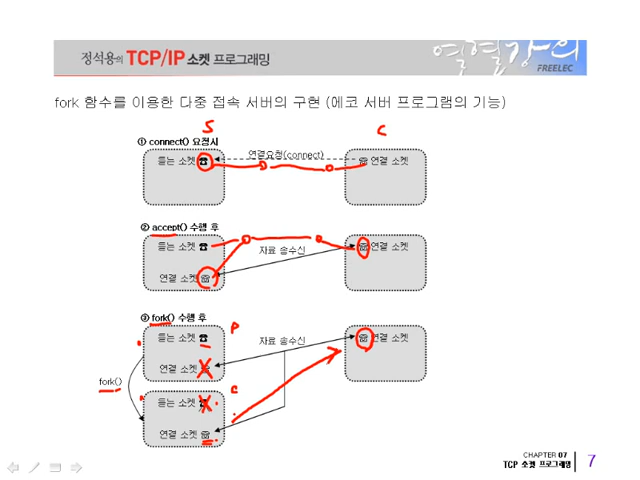 정석용의 TCP/IP 소켓 프로그래밍
열혈강의
FREELEC
fork 함수를 이용한 다중 접속 서버의 구현 (에코 서버 프로그램의 기능)
S
C
① connect() 요청시
듣는 소켓 ☎
연결요청(connect)
☏ 연결 소켓
② accept() 수행 후
듣는 소켓 ☎
☏ 연결 소켓
자료 송수신
연결 소켓 ☏
③ fork() 수행 후
P
듣는 소켓 ☎
자료 송수신
☏ 연결 소켓
연결 소켓
fork()
C
듣는 소켓 ☎
연결 소켓 ☏
CHAPTER 07
TCP 소켓 프로그래밍
7